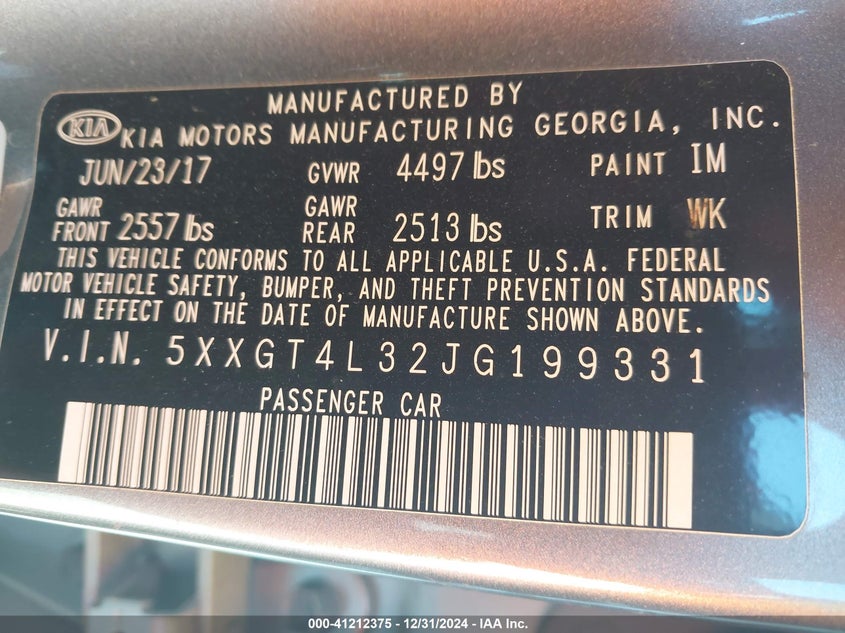 MANUFACTURED BY
KIA KIA MOTORS MANUFACTURING GEORGIA, INC.
JUN/23/17 GVWR 4497 lbs PAINT IM
GAWR FRONT 2557 lbs GAWR REAR 2513 lbs TRIM WK
THIS VEHICLE CONFORMS TO ALL APPLICABLE U.S.A. FEDERAL
MOTOR VEHICLE SAFETY, BUMPER, AND THEFT PREVENTION STANDARDS
IN EFFECT ON THE DATE OF MANUFACTURE SHOWN ABOVE.
V.I.N. 5XXGT4L32JG199331
PASSENGER CAR
000-41212375 - 12/31/2024 - IAA Inc.